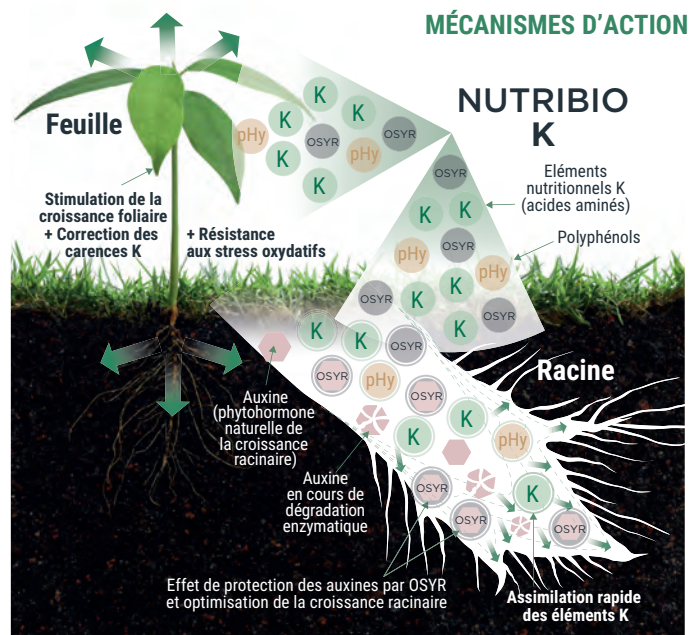 MÉCANISMES D'ACTION
NUTRIBIO
K
Feuille
K
K
K
pHy
OSYR
OSYR
K
pHy
K
Stimulation de la
croissance foliaire
+ Correction des
carences K
+ Résistance
aux stress oxydatifs
OSYR
K
K
OSYR
pHy
pHy
K
OSYR
K
OSYR
K
Eléments
nutritionnels K
(acides aminés)
Polyphénols
Racine
K
K
OSYR
OSYR
pHy
OSYR
K
K
pHy
OSYR
K
OSYR
OSYR
Auxine
(phytohormone
naturelle de
la croissance
racinaire)
Auxine
en cours de
dégradation
enzymatique
Effet de protection des auxines par OSYR
et optimisation de la croissance racinaire
Assimilation rapide
des éléments K